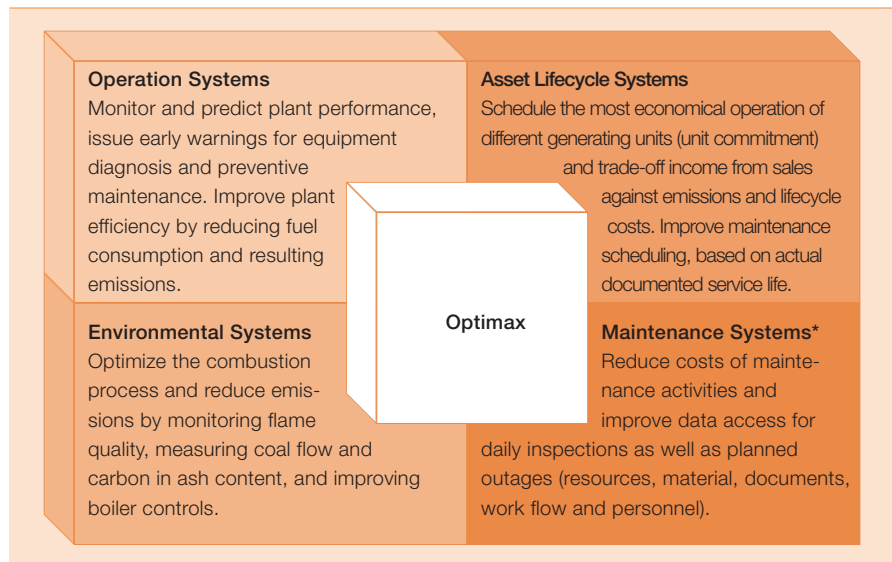 Operation Systems
Monitor and predict plant performance,
issue early warnings for equipment
diagnosis and preventive
maintenance. Improve plant
efficiency by reducing fuel
consumption and resulting
emissions.
Asset Lifecycle Systems
Schedule the most economical operation of
different generating units (unit commitment)
and trade-off income from sales
against emissions and lifecycle
costs. Improve maintenance
scheduling, based on actual
documented service life.
Optimax
Environmental Systems
Optimize the combustion
process and reduce emis-
sions by monitoring flame
quality, measuring coal flow and
carbon in ash content, and improving
boiler controls.
Maintenance Systems*
Reduce costs of mainte-
nance activities and
improve data access for
daily inspections as well as planned
outages (resources, material, documents,
work flow and personnel).